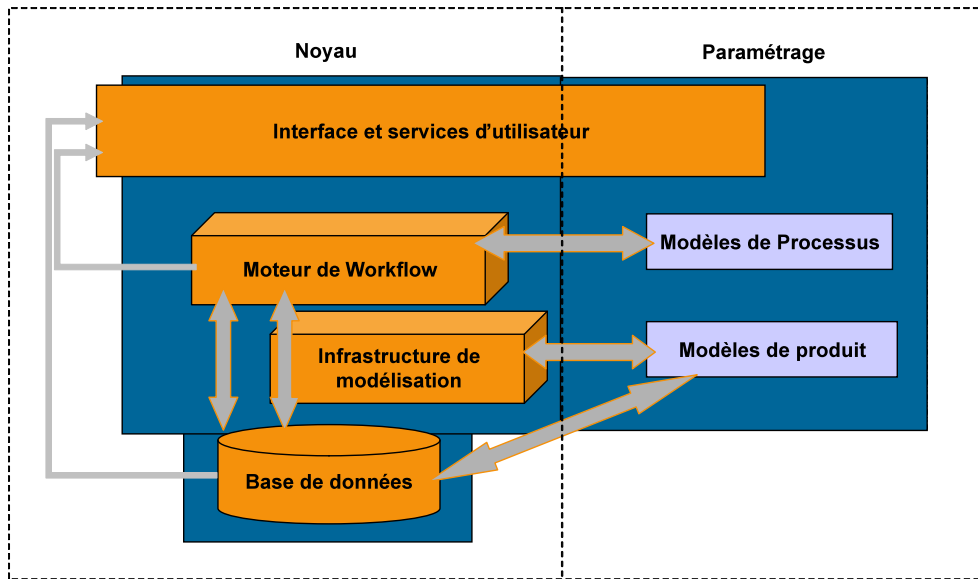 Noyau
Paramétrage
Interface et services d'utilisateur
Moteur de Workflow
Modèles de Processus
Infrastructure de
modélisation
Modèles de produit
Base de données